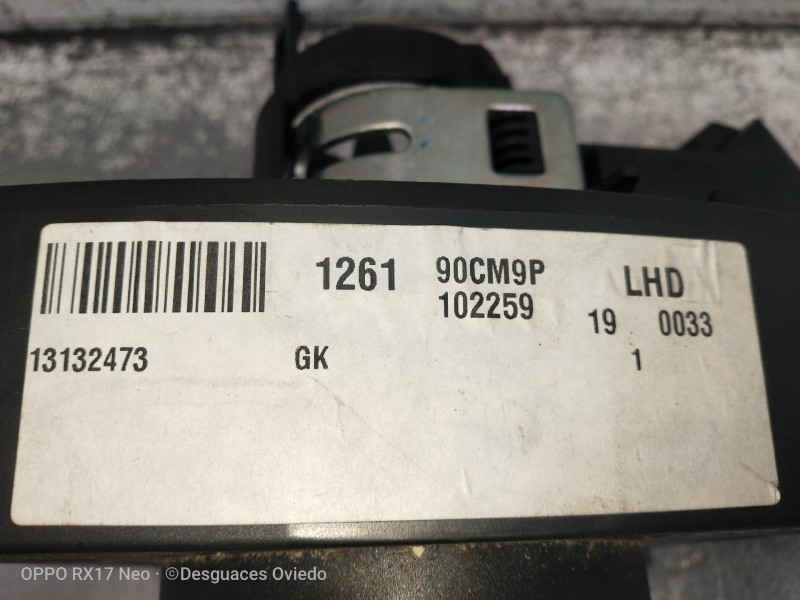 1261 90CM9P LHD
102259 19 0033
13132473 GK 1
OPPO RX17 Neo · ©Desguaces Oviedo